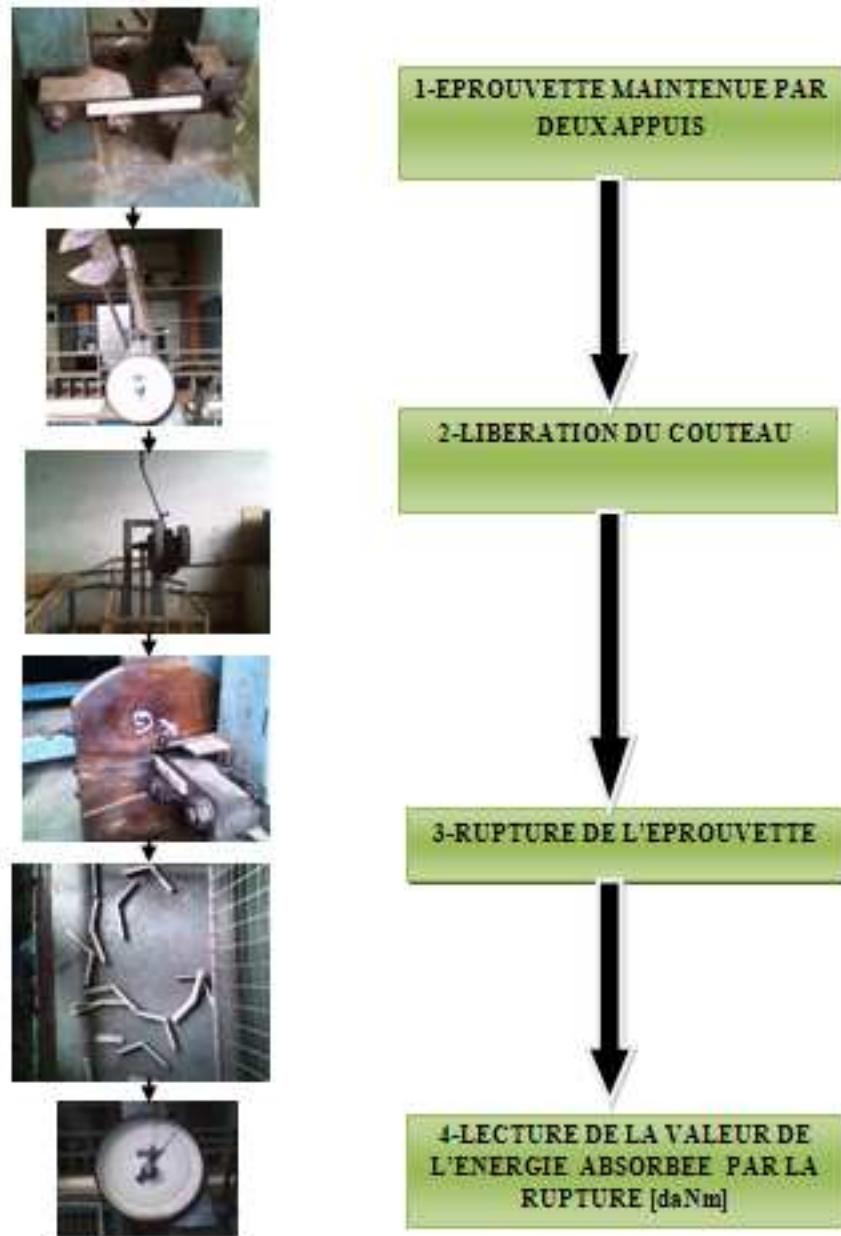 1-EPROUVETTE MAINTENUE PAR
DEUX APPUIS
2-LIBERATION DU COUTEAU
3-RUPTURE DE L'EPROUVETTE
4-LECTURE DE LA VALEUR DE
L'ENERGIE ABSORBEE PAR LA
RUPTURE [daNm]